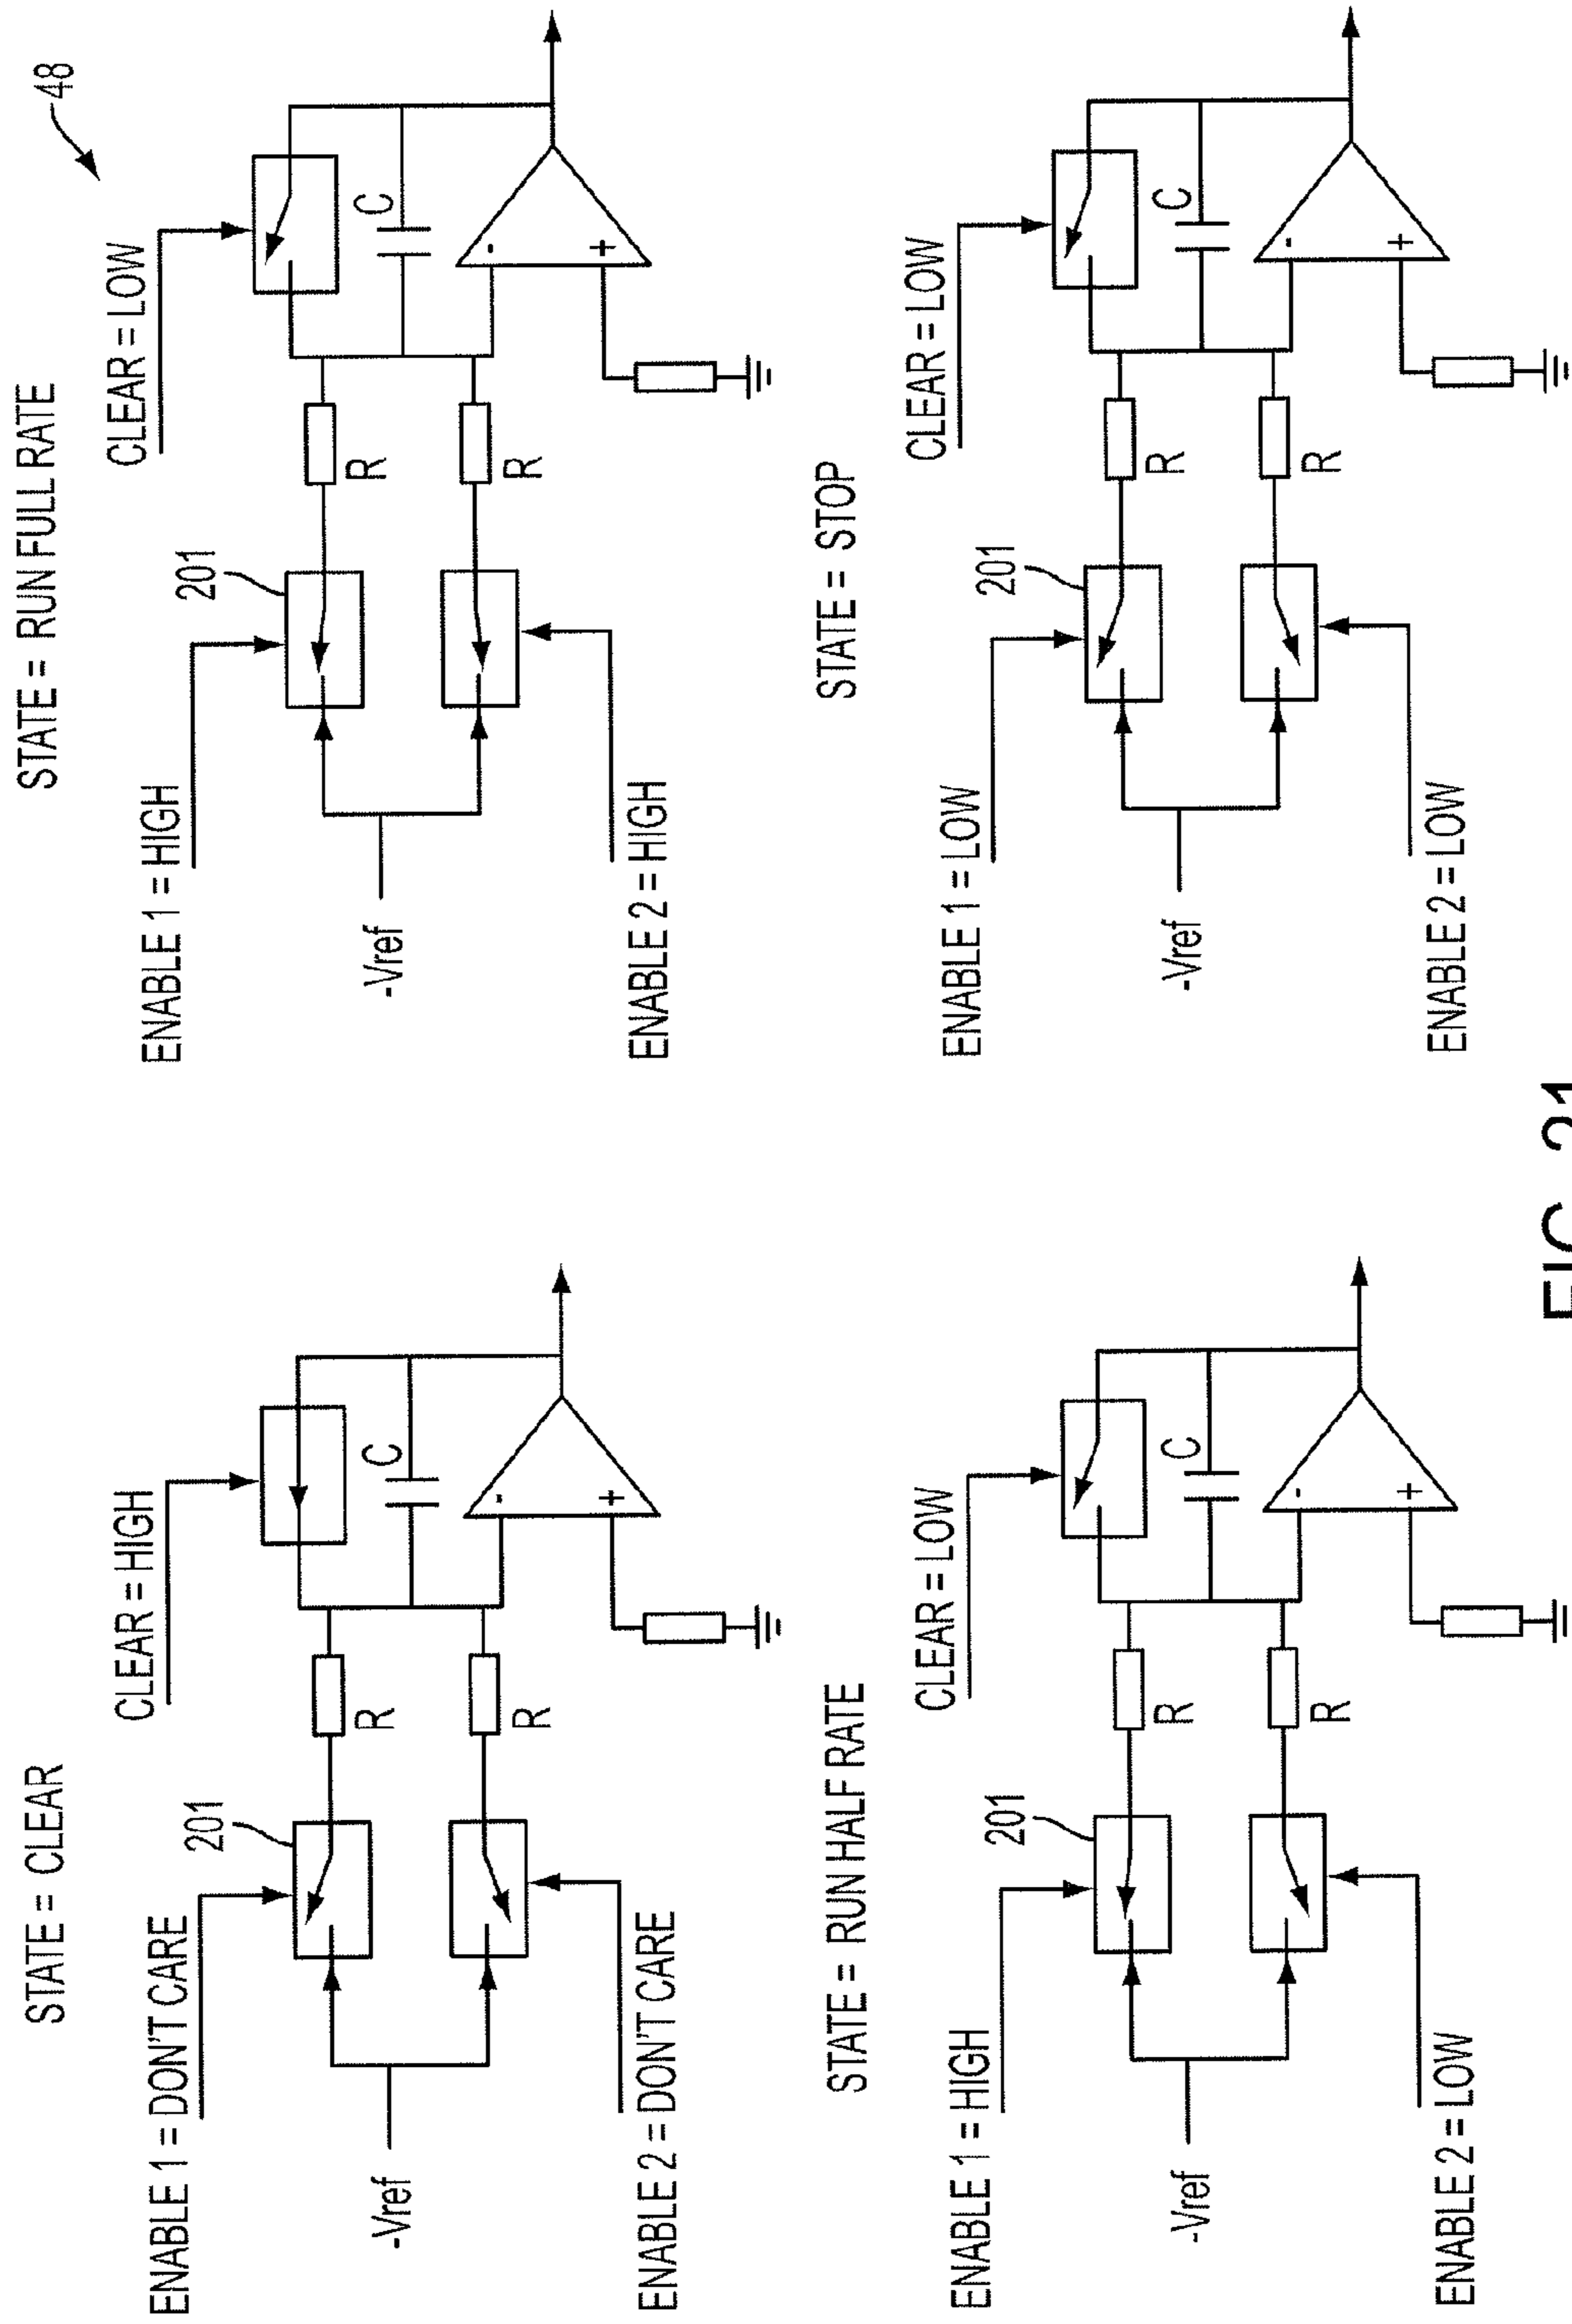 STATE = CLEAR
ENABLE 1 = DON'T CARE
201
CLEAR = HIGH
C
R
R
-
+
-Vref
ENABLE 2 = DON'T CARE
STATE = RUN FULL RATE
48
ENABLE 1 = HIGH
201
CLEAR = LOW
C
R
R
-
+
-Vref
ENABLE 2 = HIGH
STATE = RUN HALF RATE
ENABLE 1 = HIGH
201
CLEAR = LOW
C
R
R
-
+
-Vref
ENABLE 2 = LOW
STATE = STOP
ENABLE 1 = LOW
201
CLEAR = LOW
C
R
R
-
+
-Vref
ENABLE 2 = LOW
FIG. 21